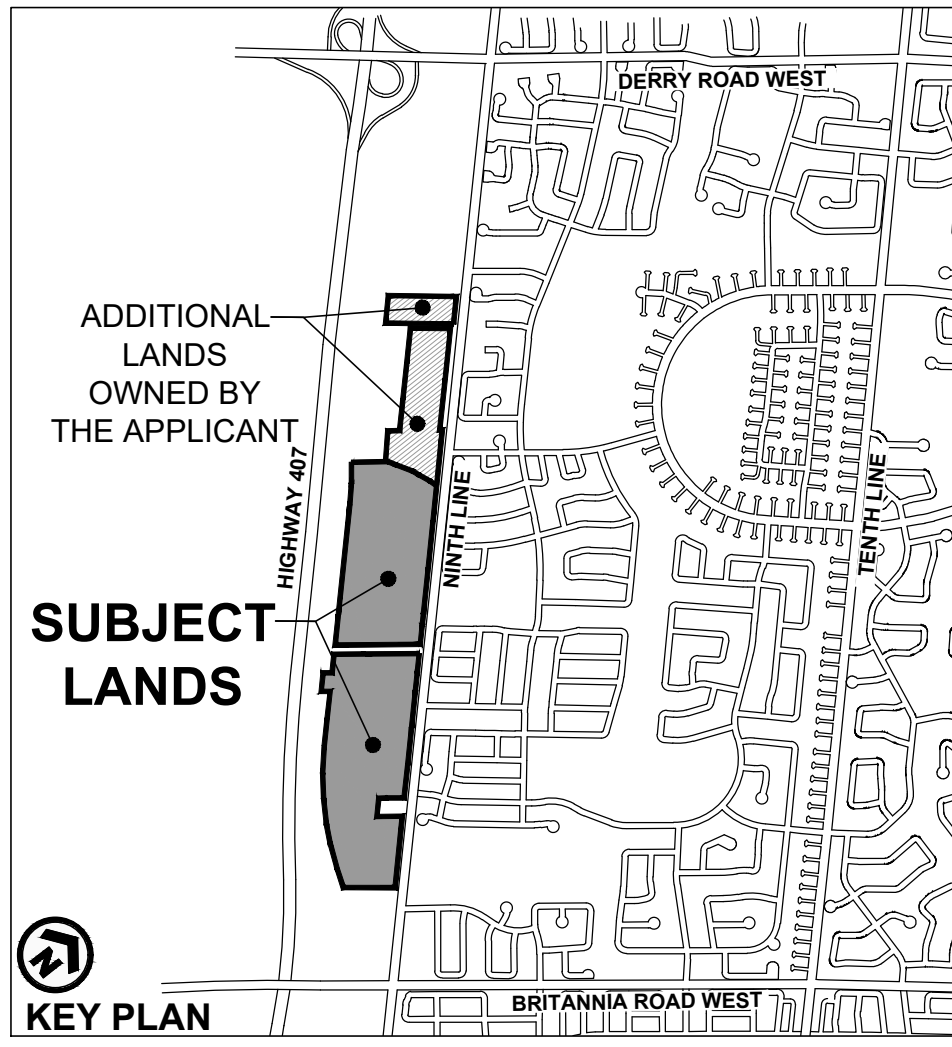 DERRY ROAD WEST
ADDITIONAL
LANDS
OWNED BY
THE APPLICANT
HIGHWAY 407
NINTH LINE
TENTH LINE
SUBJECT
LANDS
N
KEY PLAN
BRITANNIA ROAD WEST